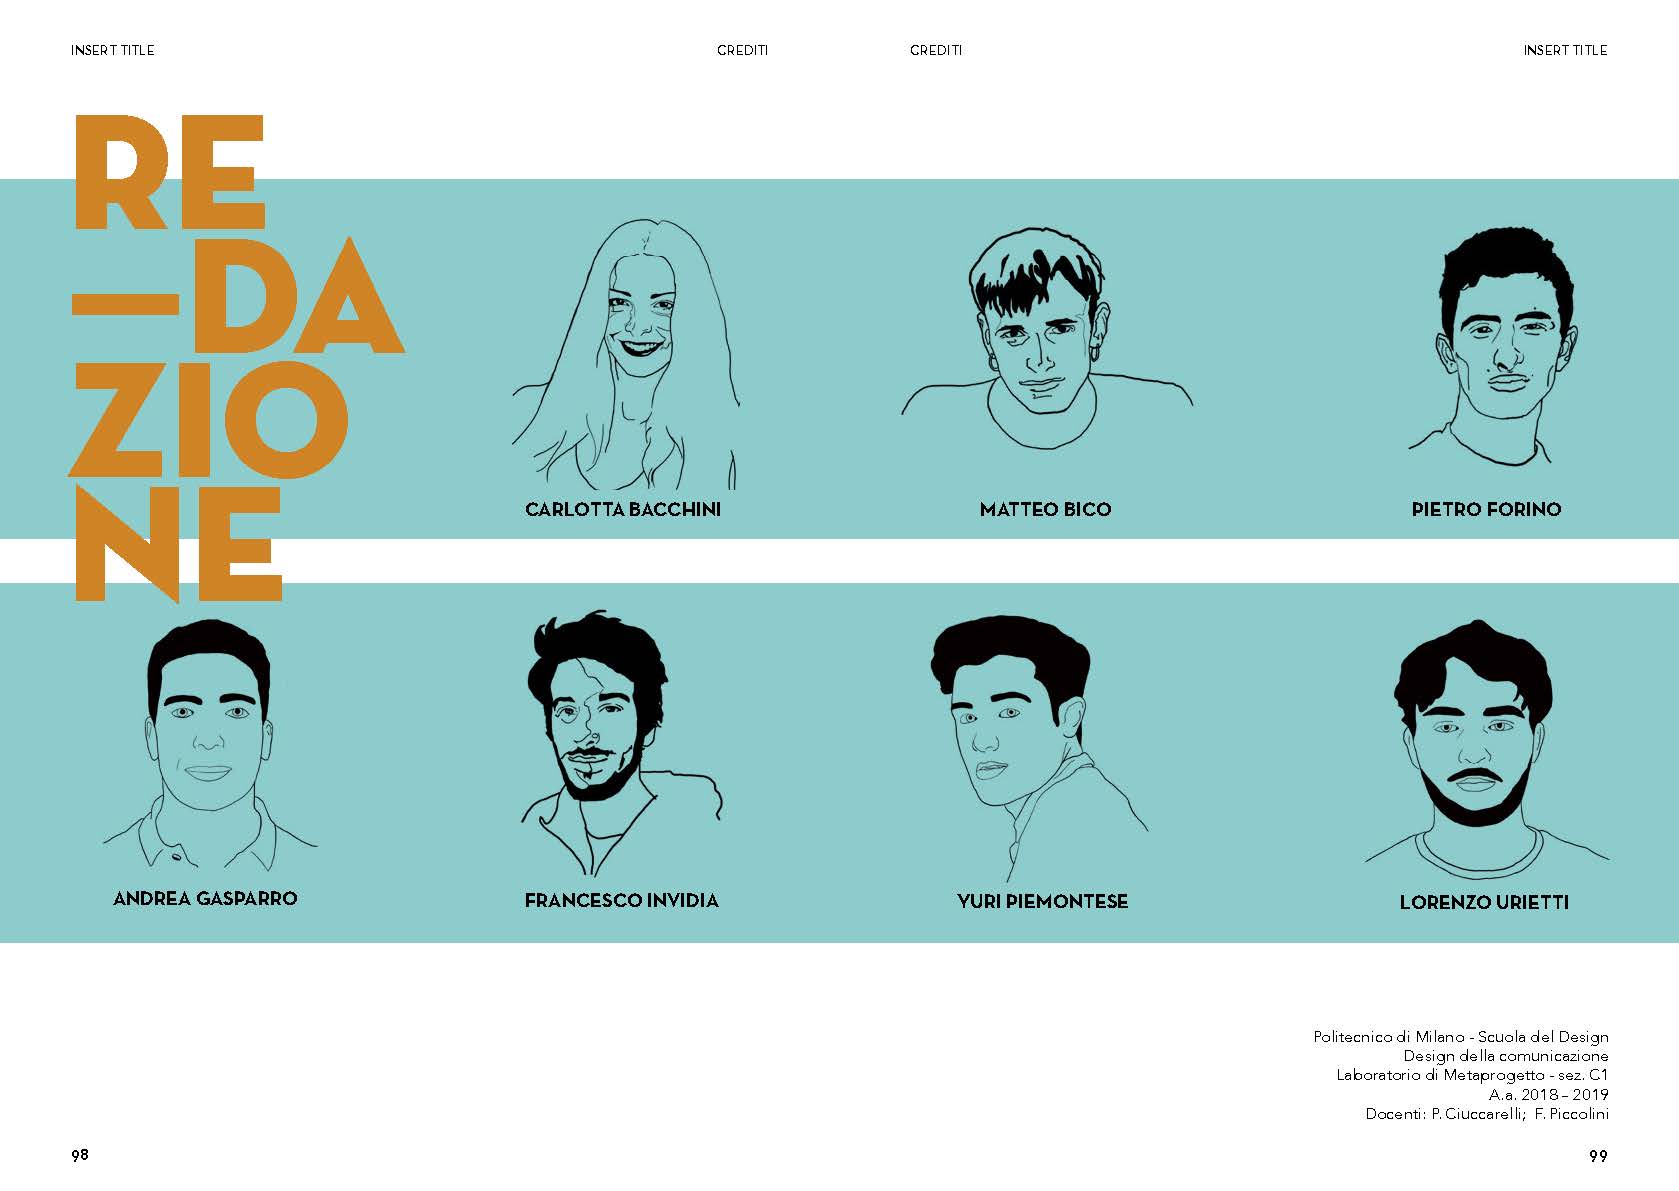 INSERT TITLE
CREDITI
CREDITI
INSERT TITLE
RE
—DA
ZIO
NE
CARLOTTA BACCHINI
MATTEO BICO
PIETRO FORINO
ANDREA GASPARRO
FRANCESCO INVIDIA
YURI PIEMONTESE
LORENZO URIETTI
Politecnico di Milano - Scuola del Design
Design della comunicazione
Laboratorio di Metaprogetto - sez. C1
A.a. 2018 – 2019
Docenti: P. Ciuccarelli; F. Piccolini
98
99